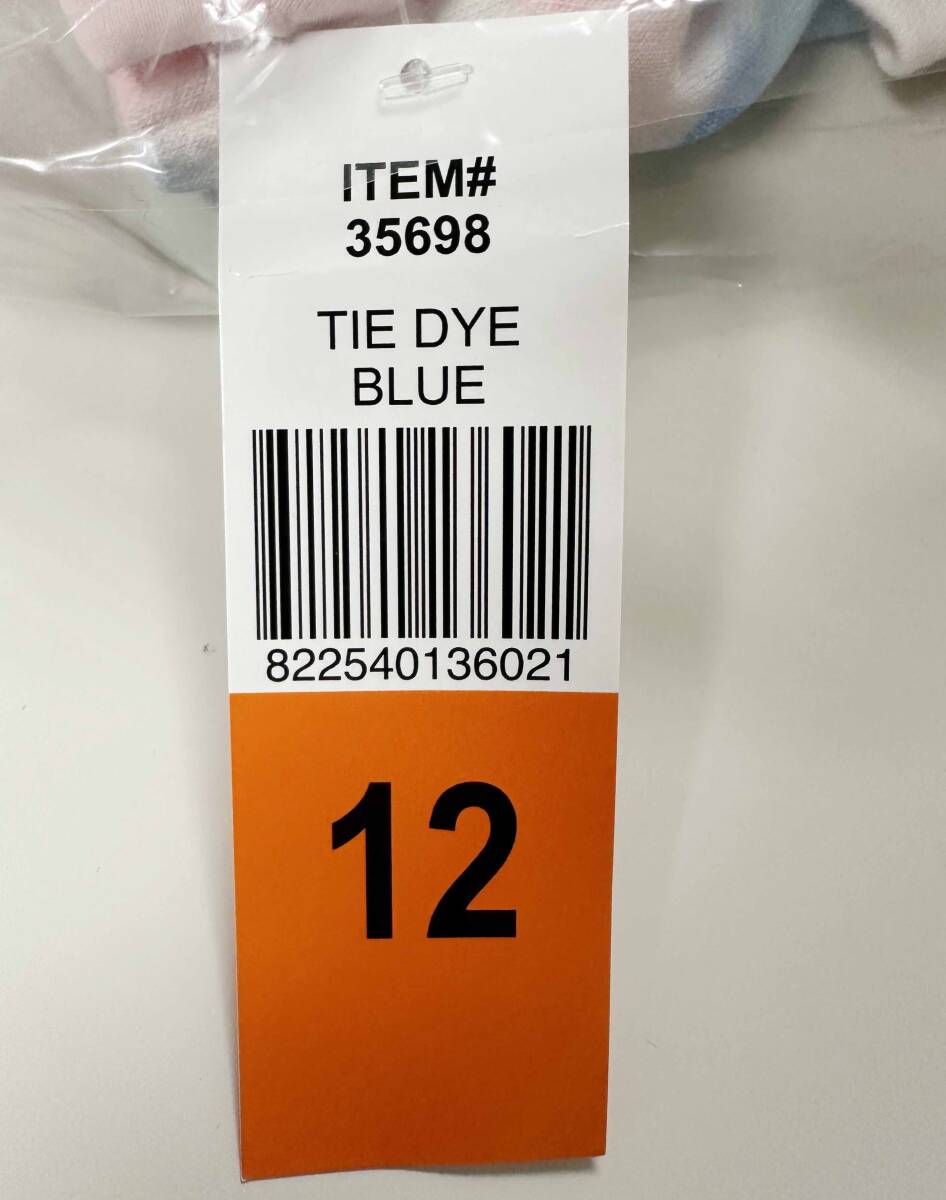 ITEM#
35698
TIE DYE
BLUE
822540136021
12